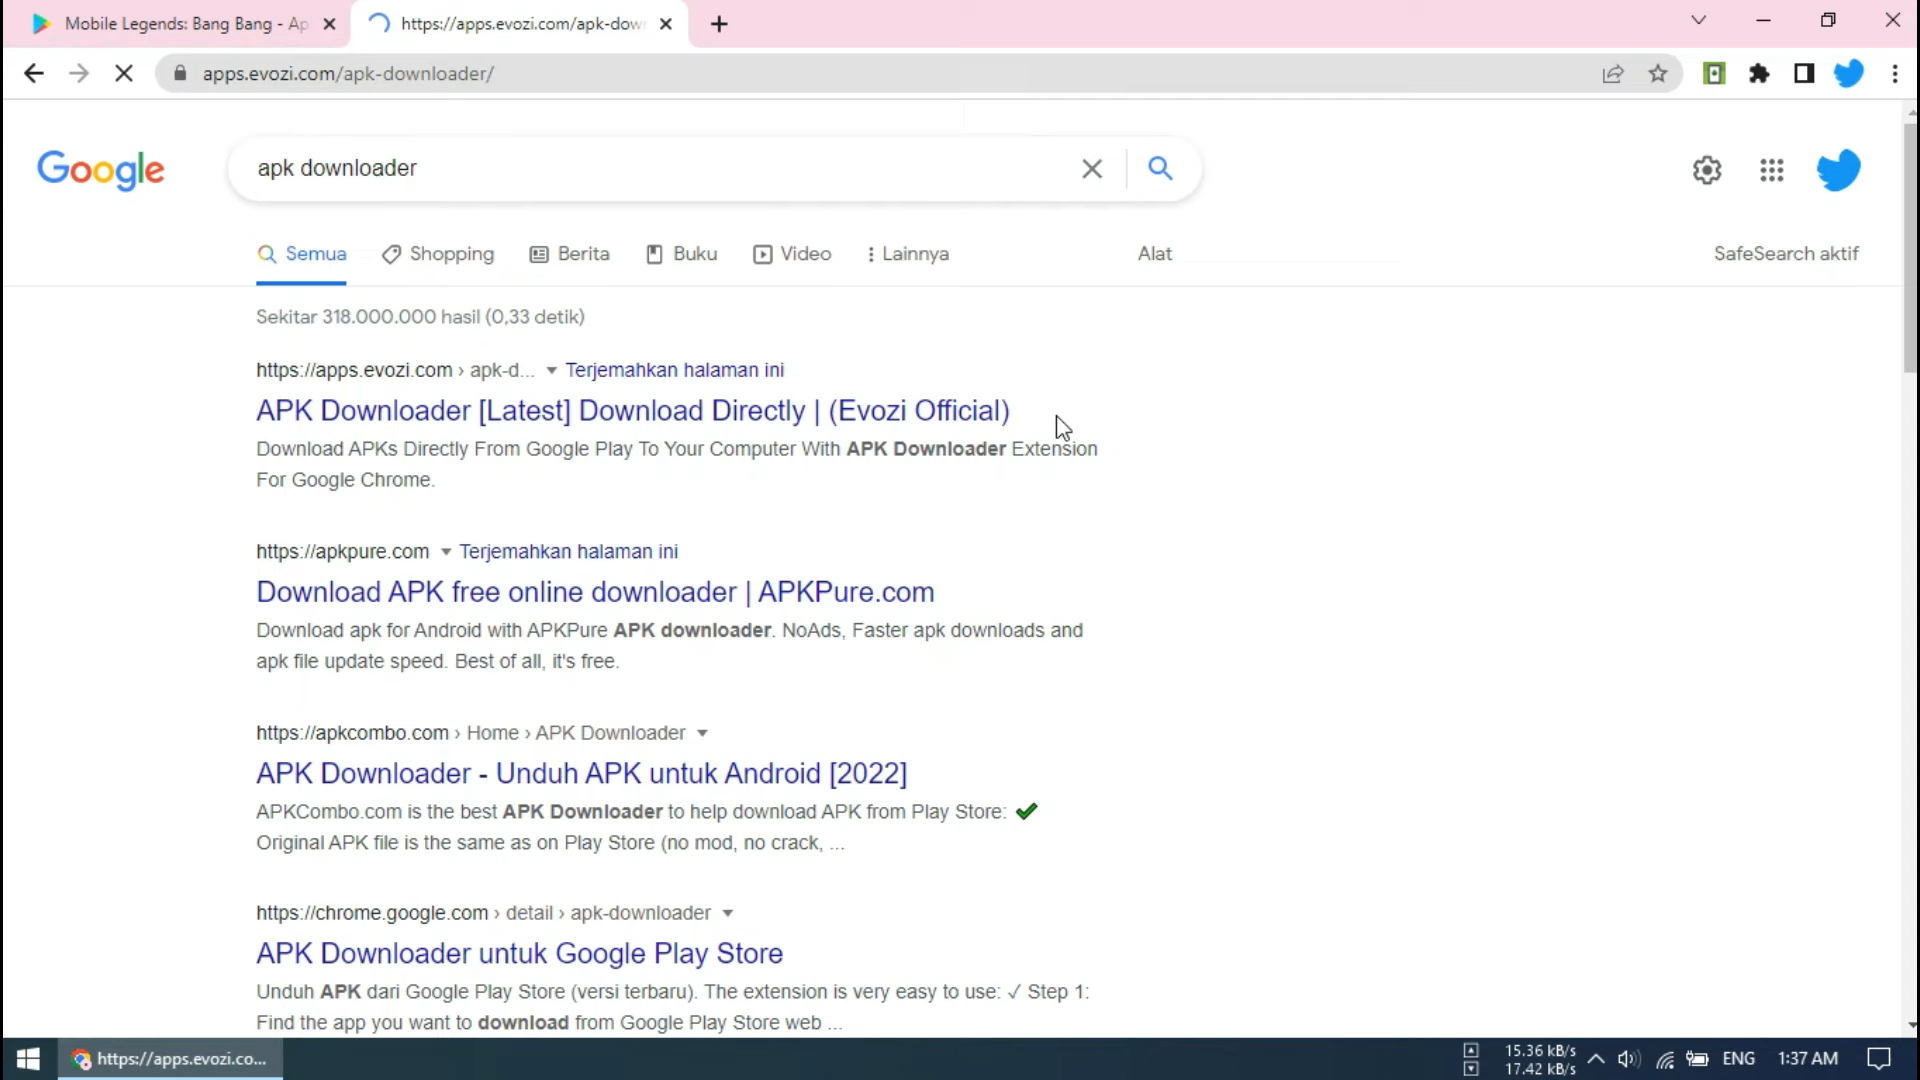 Mobile Legends: Bang Bang - Ap
https://apps.evozi.com/apk-dow
apps.evozi.com/apk-downloader/
Google
apk downloader
Semua
Shopping
Berita
Buku
Video
Lainnya
Alat
SafeSearch aktif
Sekitar 318.000.000 hasil (0,33 detik)
https://apps.evozi.com › apk-d... Terjemahkan halaman ini
APK Downloader [Latest] Download Directly | (Evozi Official)
Download APKs Directly From Google Play To Your Computer With APK Downloader Extension
For Google Chrome.
https://apkpure.com Terjemahkan halaman ini
Download APK free online downloader | APKPure.com
Download apk for Android with APKPure APK downloader. NoAds, Faster apk downloads and
apk file update speed. Best of all, it's free.
https://apkcombo.com › Home › APK Downloader
APK Downloader - Unduh APK untuk Android [2022]
APKCombo.com is the best APK Downloader to help download APK from Play Store: ✔
Original APK file is the same as on Play Store (no mod, no crack, ...
https://chrome.google.com › detail › apk-downloader
APK Downloader untuk Google Play Store
Unduh APK dari Google Play Store (versi terbaru). The extension is very easy to use: ✓ Step 1:
Find the app you want to download from Google Play Store web ...
https://apps.evozi.co...
15.36 kB/s
17.42 kB/s
ENG
1:37 AM